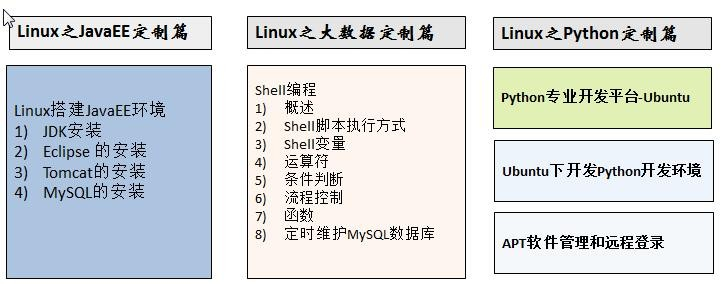 Linux之JavaEE定制篇
Linux搭建JavaEE环境
1) JDK安装
2) Eclipse 的安装
3) Tomcat的安装
4) MySQL的安装
Linux之大数据定制篇
Shell编程
1) 概述
2) Shell脚本执行方式
3) Shell变量
4) 运算符
5) 条件判断
6) 流程控制
7) 函数
8) 定时维护MySQL数据库
Linux之Python定制篇
Python专业开发平台-Ubuntu
Ubuntu下开发Python开发环境
APT软件管理和远程登录